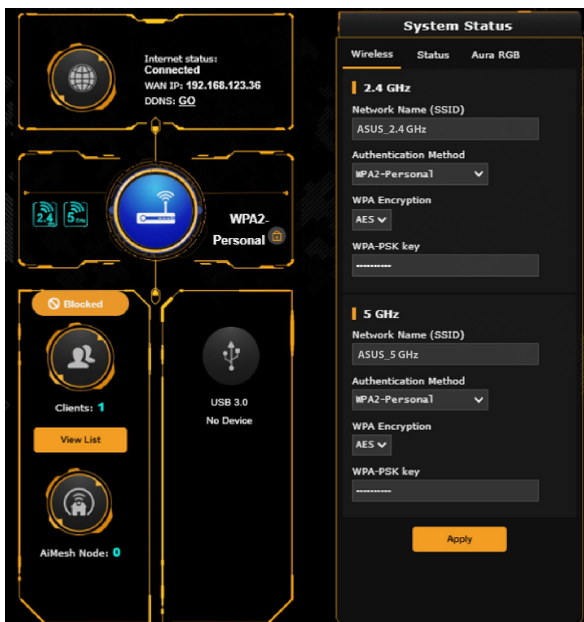 Internet status:
Connected
WAN IP: 192.168.123.36
DDNS: GO
2.4
5
WPA2-
Personal
Blocked
Clients: 1
View List
AiMesh Node: 0
USB 3.0
No Device
System Status
Wireless Status Aura RGB
2.4 GHz
Network Name (SSID)
ASUS_2.4 GHz
Authentication Method
WPA2-Personal
WPA Encryption
AES
WPA-PSK key
----------
5 GHz
Network Name (SSID)
ASUS_5 GHz
Authentication Method
WPA2-Personal
WPA Encryption
AES
WPA-PSK key
----------
Apply